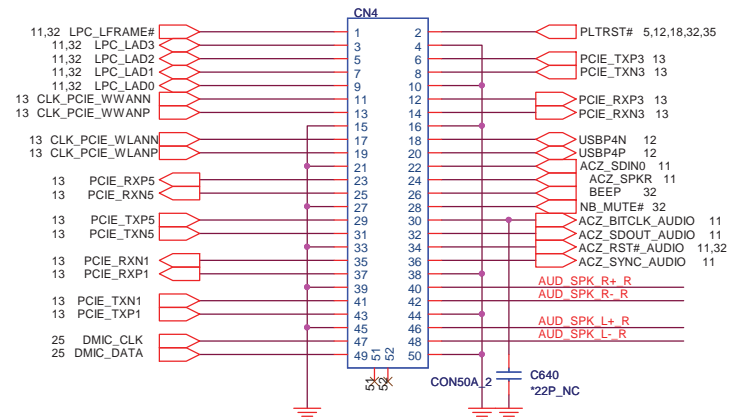 CN4
11,32 LPC_LFRAME# 1 2 PLTRST# 5,12,18,32,35
11,32 LPC_LAD3 3 4
11,32 LPC_LAD2 5 6 PCIE_TXP3 13
11,32 LPC_LAD1 7 8 PCIE_TXN3 13
11,32 LPC_LAD0 9 10
13 CLK_PCIE_WWANN 11 12 PCIE_RXP3 13
13 CLK_PCIE_WWANP 13 14 PCIE_RXN3 13
15 16
13 CLK_PCIE_WLANN 17 18 USBP4N 12
13 CLK_PCIE_WLANP 19 20 USBP4P 12
21 22 ACZ_SDIN0 11
13 PCIE_RXP5 23 24 ACZ_SPKR 11
13 PCIE_RXN5 25 26 BEEP 32
27 28 NB_MUTE# 32
13 PCIE_TXP5 29 30 ACZ_BITCLK_AUDIO 11
13 PCIE_TXN5 31 32 ACZ_SDOUT_AUDIO 11
33 34 ACZ_RST#_AUDIO 11,32
13 PCIE_RXN1 35 36 ACZ_SYNC_AUDIO 11
13 PCIE_RXP1 37 38
39 40 AUD_SPK_R+_R
13 PCIE_TXN1 41 42 AUD_SPK_R-_R
13 PCIE_TXP1 43 44
45 46 AUD_SPK_L+_R
25 DMIC_CLK 47 48 AUD_SPK_L-_R
25 DMIC_DATA 49 51 52 50
51 52 CON50A_2
C640
*22P_NC